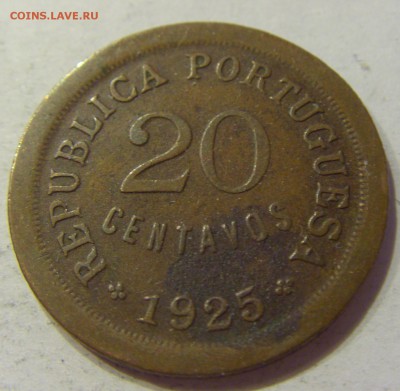 COINS.LAVE.RU
REPUBLICA PORTUGUESA
20
CENTAVOS
* 1925 *